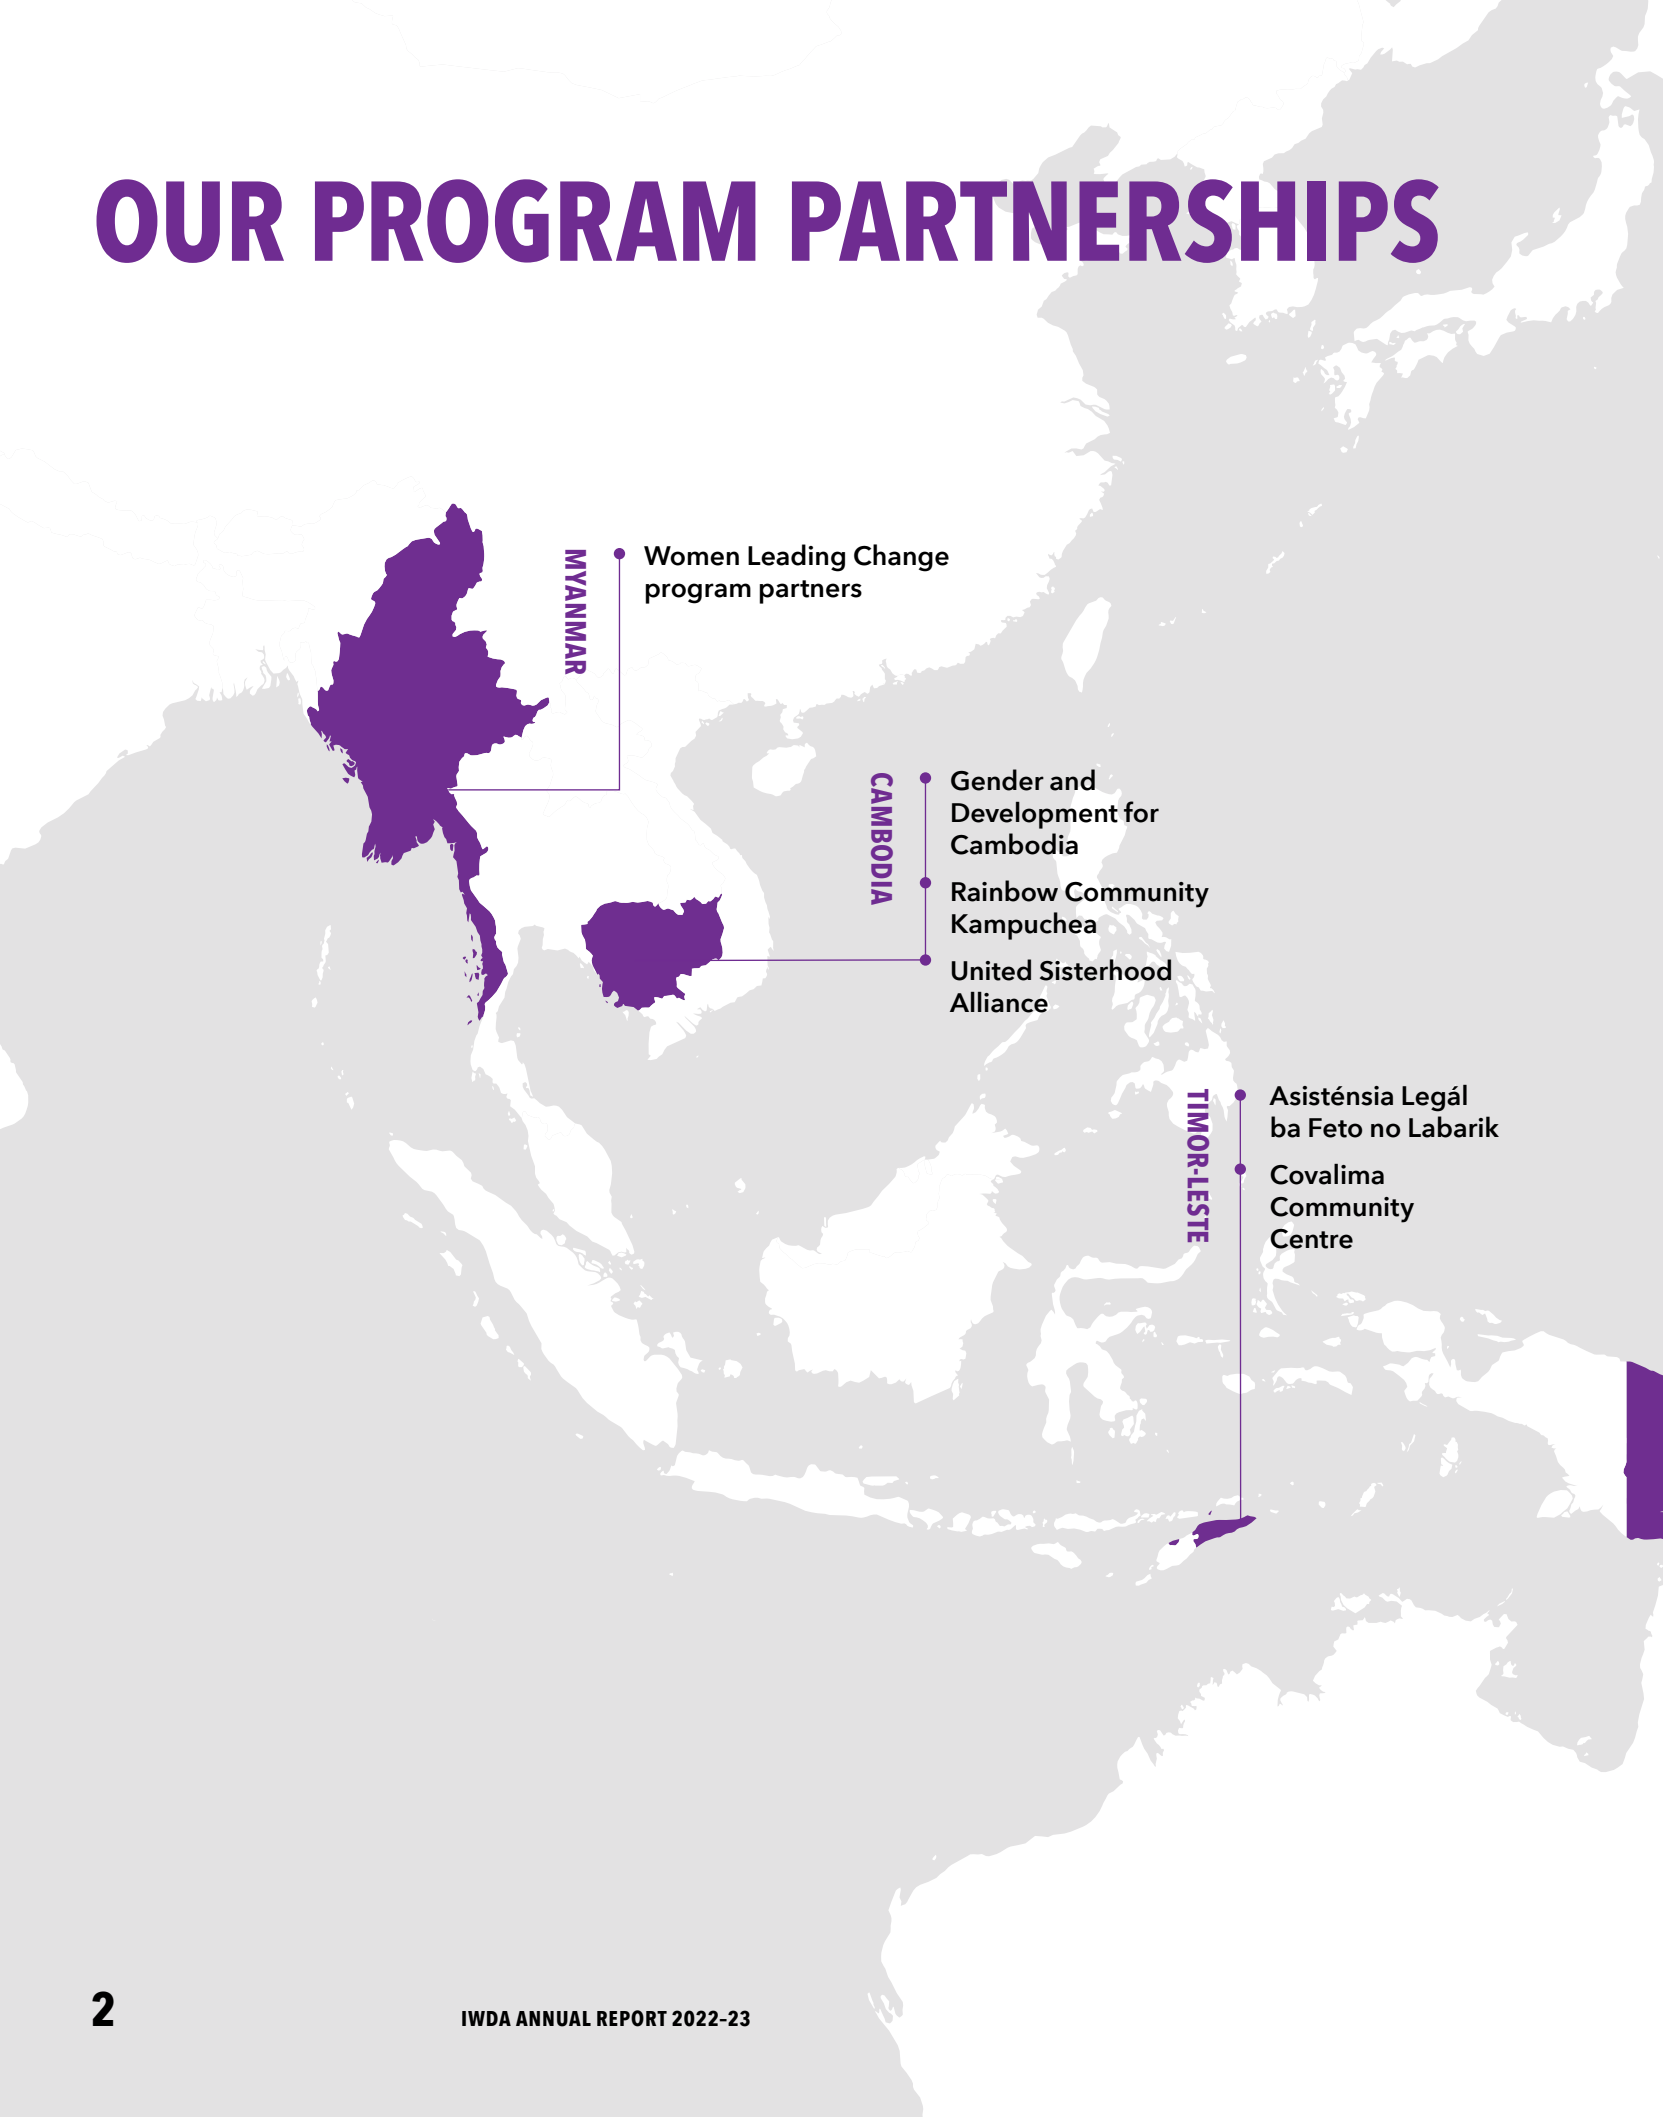 OUR PROGRAM PARTNERSHIPS
MYANMAR
Women Leading Change
program partners
CAMBODIA
Gender and
Development for
Cambodia
Rainbow Community
Kampuchea
United Sisterhood
Alliance
TIMOR-LESTE
Asisténsia Legál
ba Feto no Labarik
Covalima
Community
Centre
2
IWDA ANNUAL REPORT 2022–23